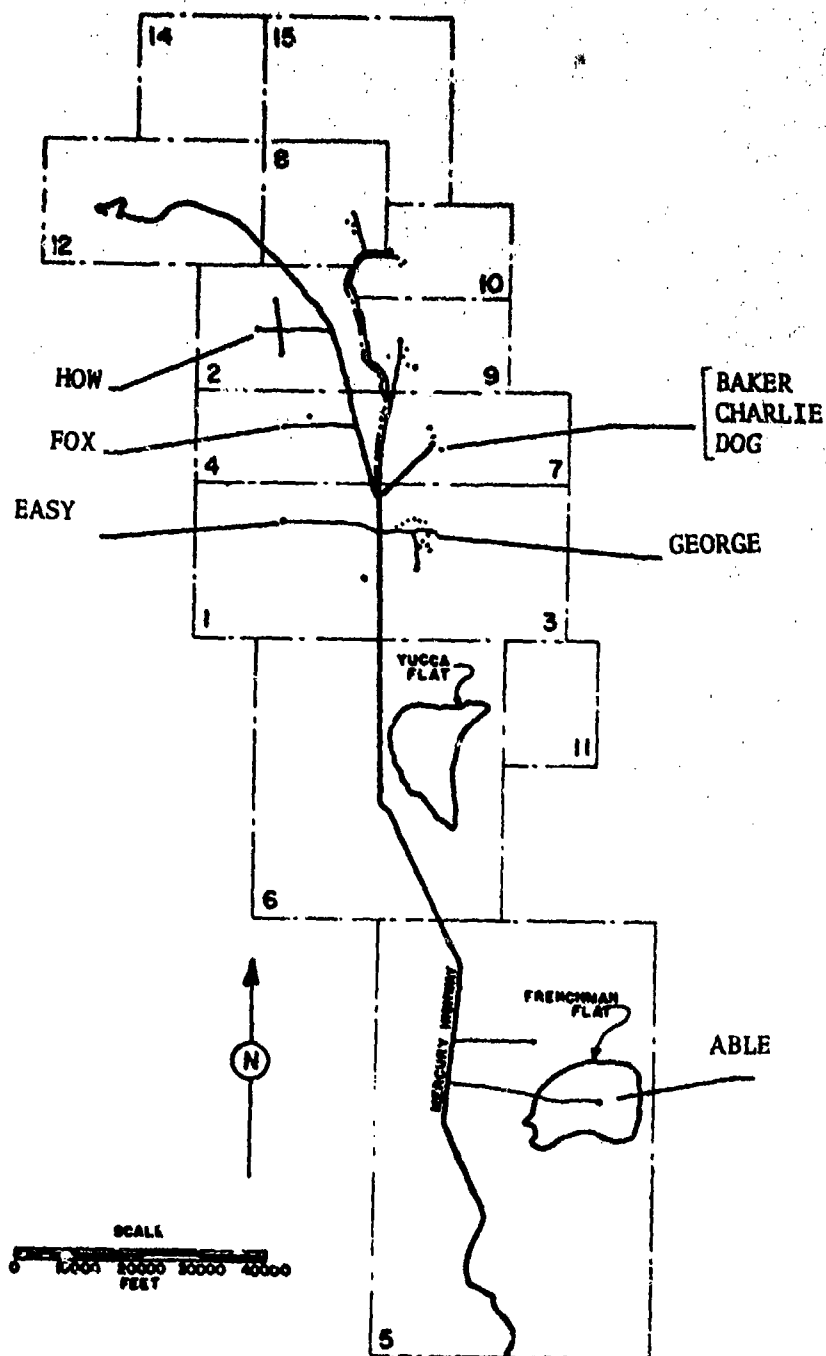 14
15
8
12
10
HOW
2
9
BAKER
CHARLIE
DOG
FOX
4
7
EASY
GEORGE
1
3
YUCCA
FLAT
11
6
MERCURY HIGHWAY
FRENCHMAN
FLAT
ABLE
N
SCALE
0 10000 20000 30000 40000
FEET
5